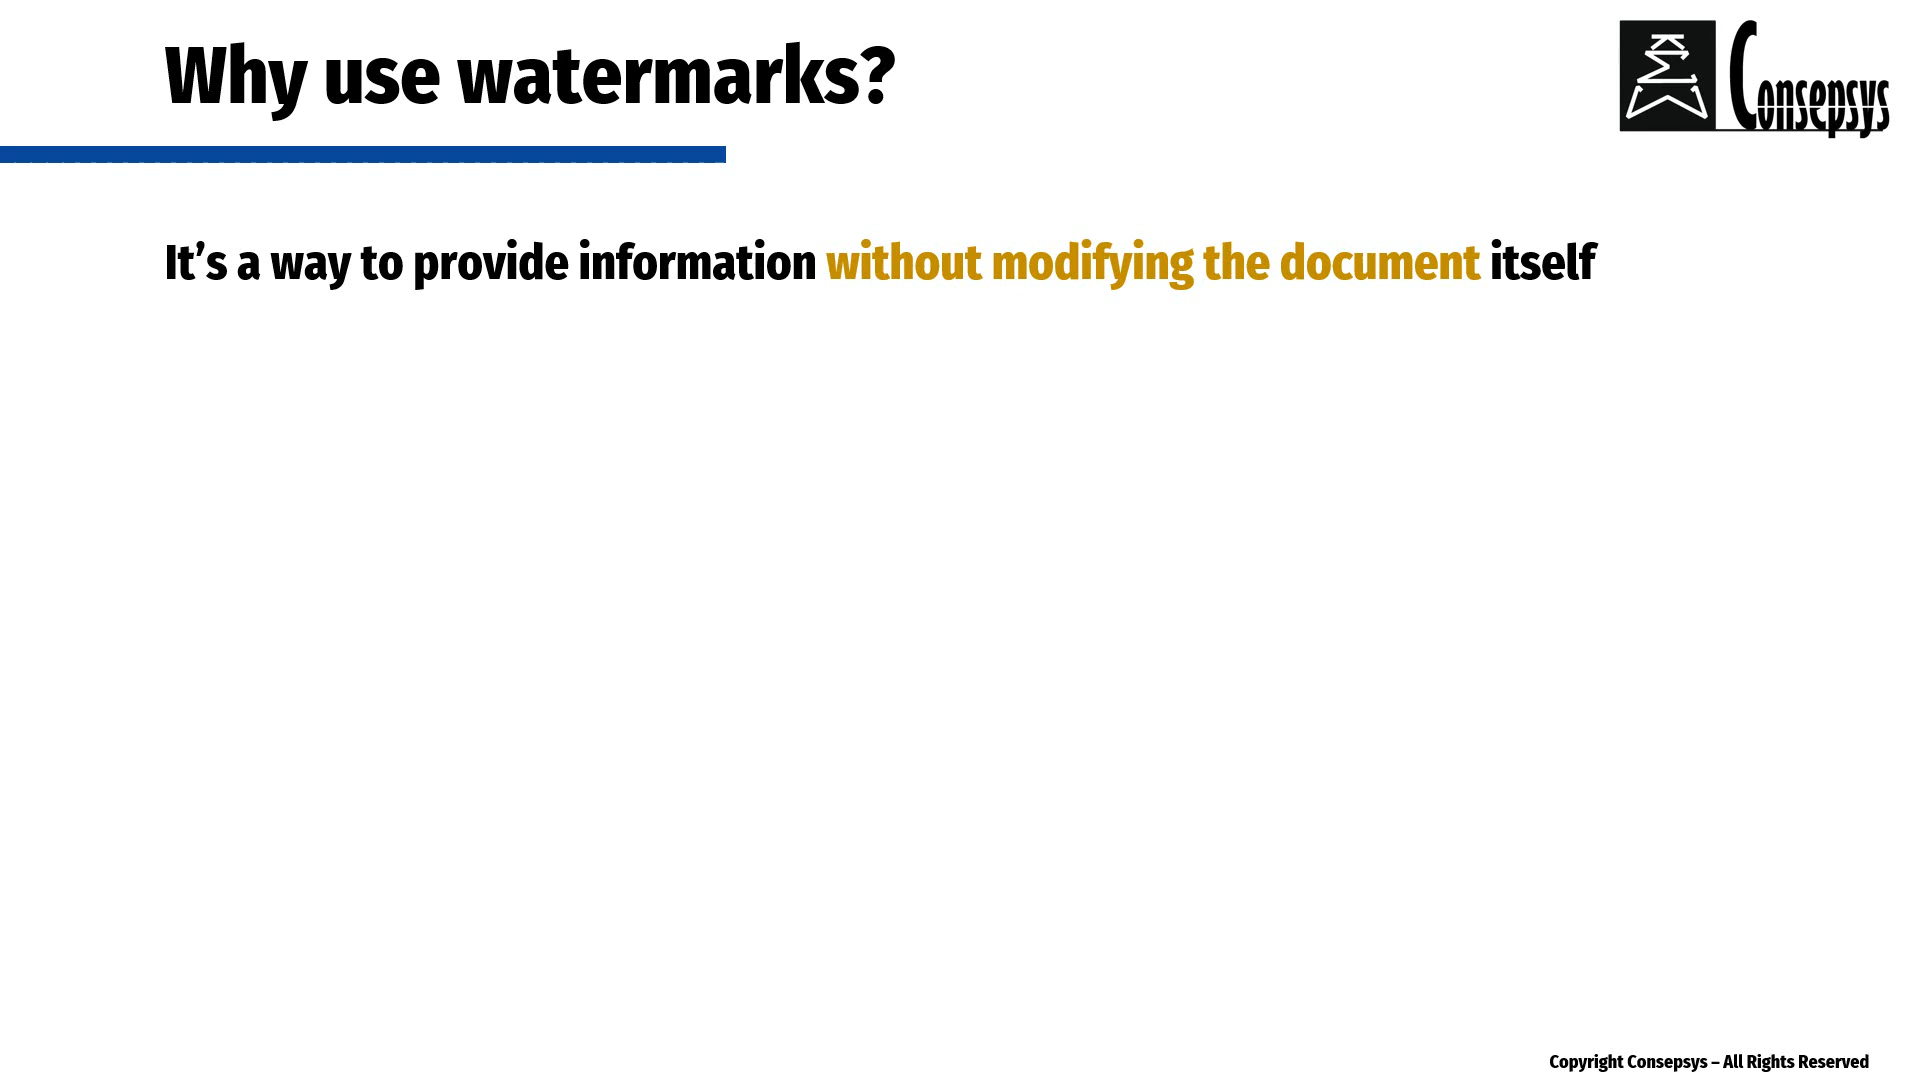 Why use watermarks?
Consepsys
It’s a way to provide information without modifying the document itself
Copyright Consepsys – All Rights Reserved